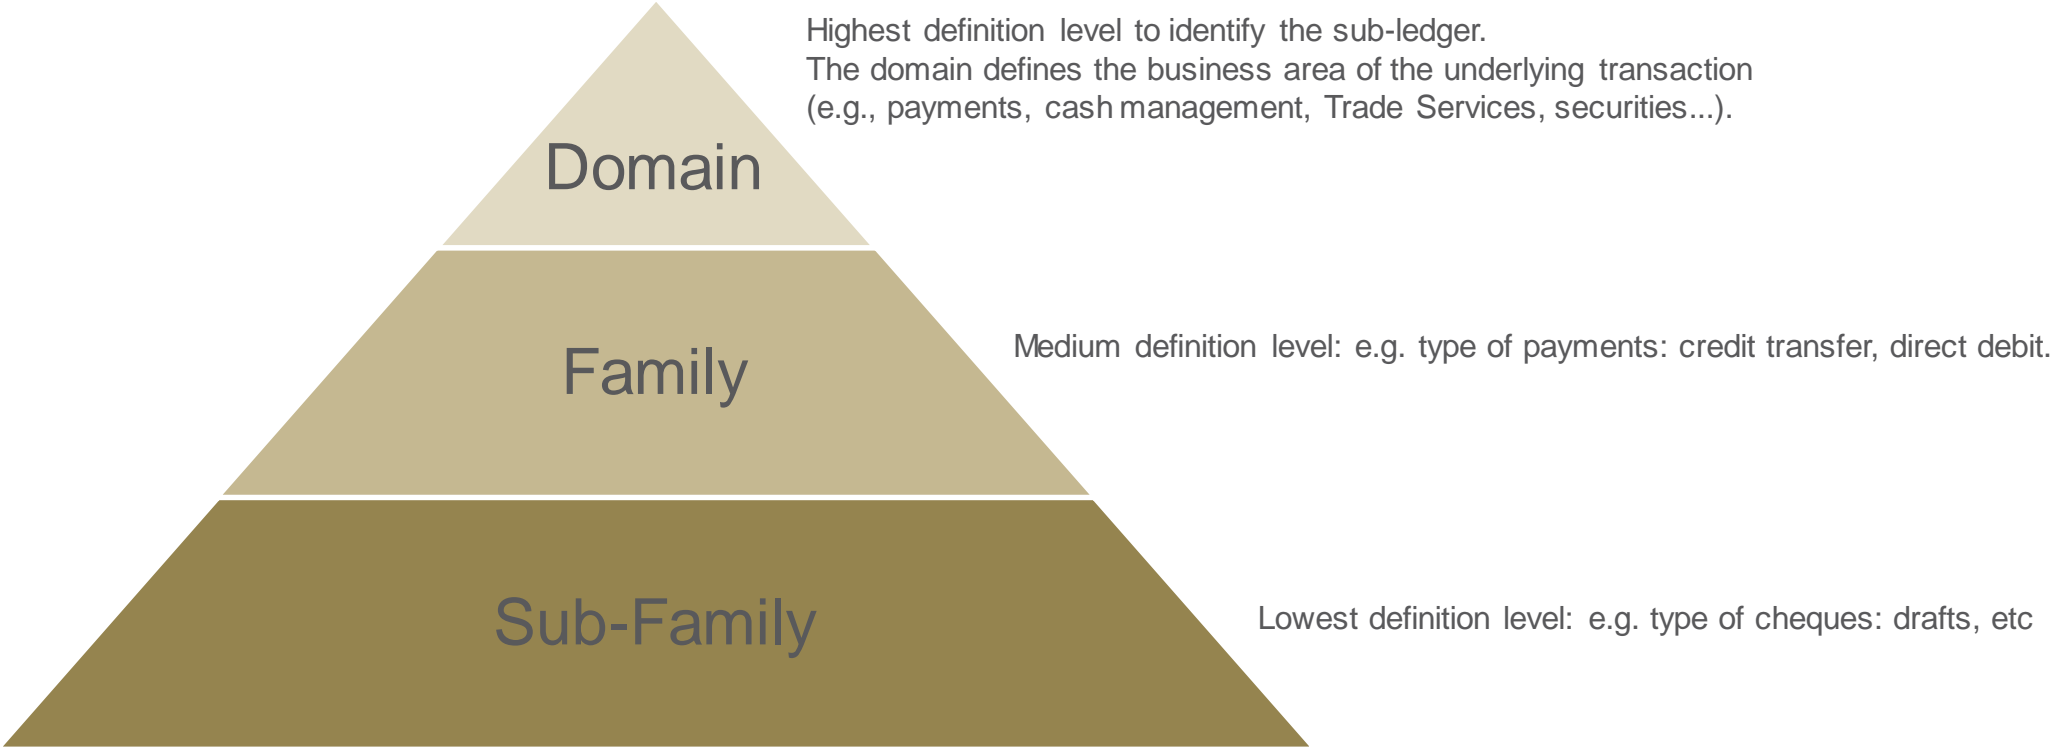 Highest definition level to identify the sub-ledger.
The domain defines the business area of the underlying transaction
(e.g., payments, cash management, Trade Services, securities...).
Domain
Medium definition level: e.g. type of payments: credit transfer, direct debit.
Family
Lowest definition level: e.g. type of cheques: drafts, etc
Sub-Family